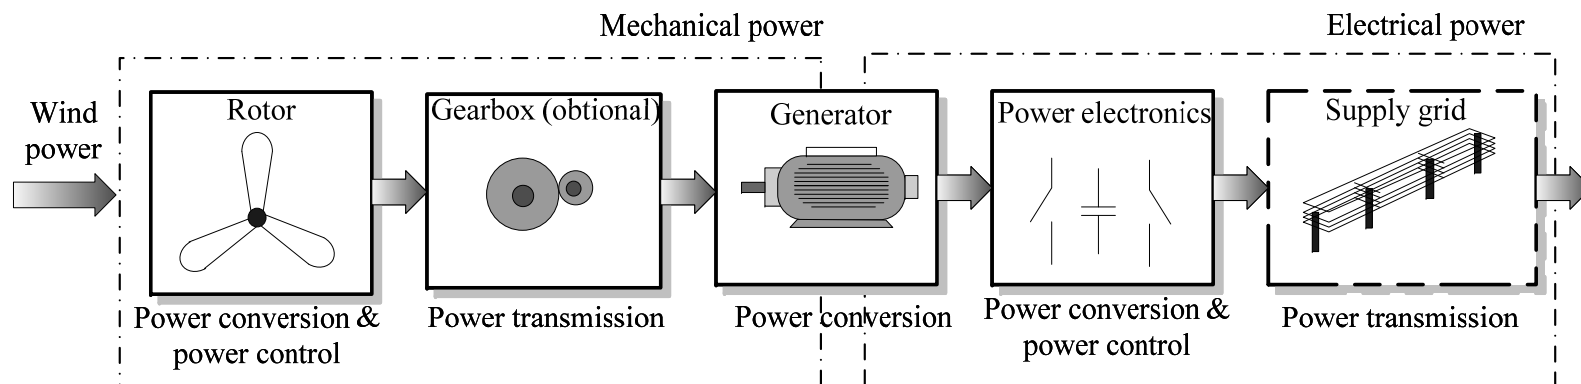 Mechanical power
Electrical power
Wind
power
Rotor
Gearbox (obtional)
Generator
Power electronics
Supply grid
Power conversion &
power control
Power transmission
Power conversion
Power conversion &
power control
Power transmission